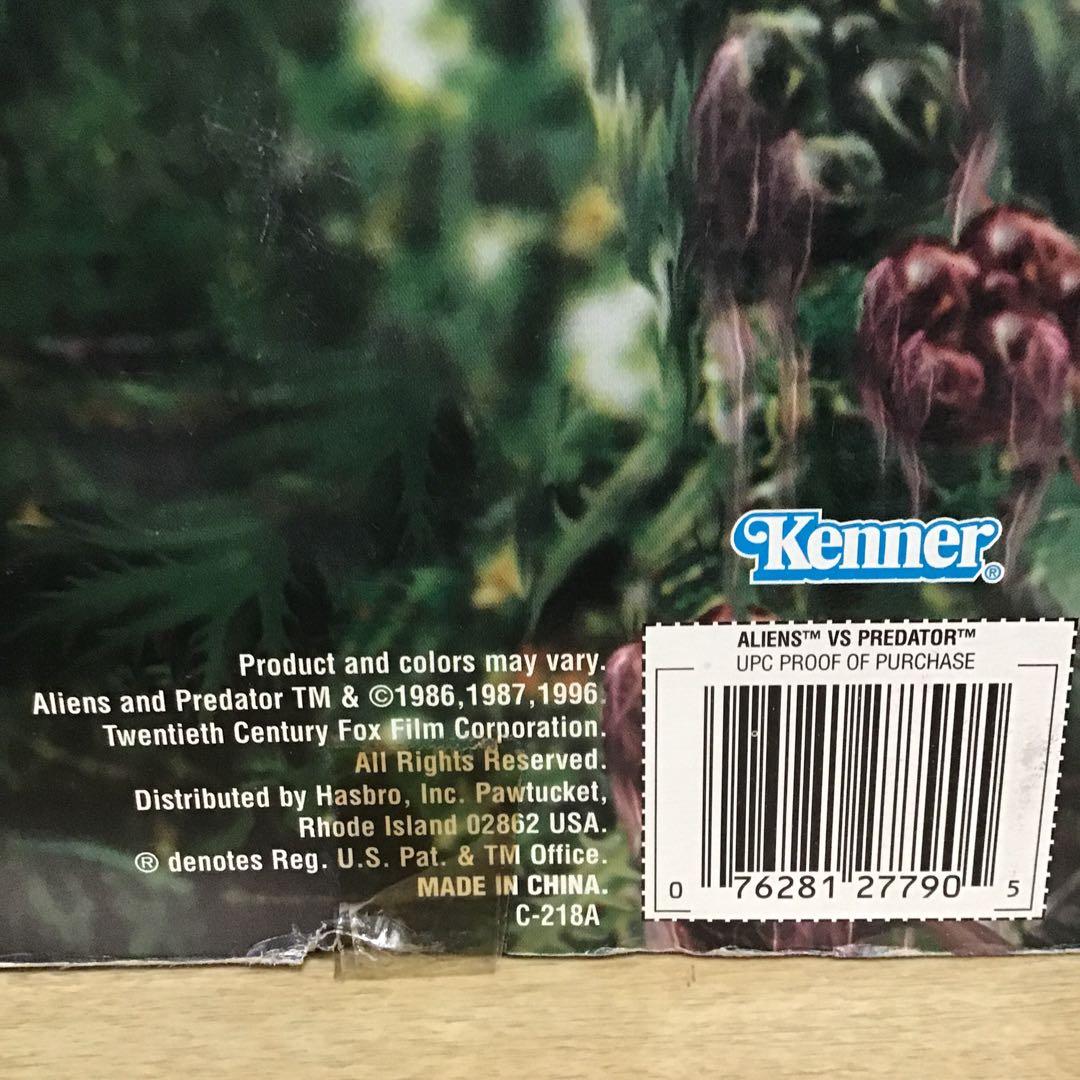 Kenner®
Product and colors may vary.
Aliens and Predator TM & ©1986,1987,1996.
Twentieth Century Fox Film Corporation.
All Rights Reserved.
Distributed by Hasbro, Inc. Pawtucket,
Rhode Island 02862 USA.
® denotes Reg. U.S. Pat. & TM Office.
MADE IN CHINA.
C-218A
ALIENS™ VS PREDATOR™
UPC PROOF OF PURCHASE
0 76281 27790 5